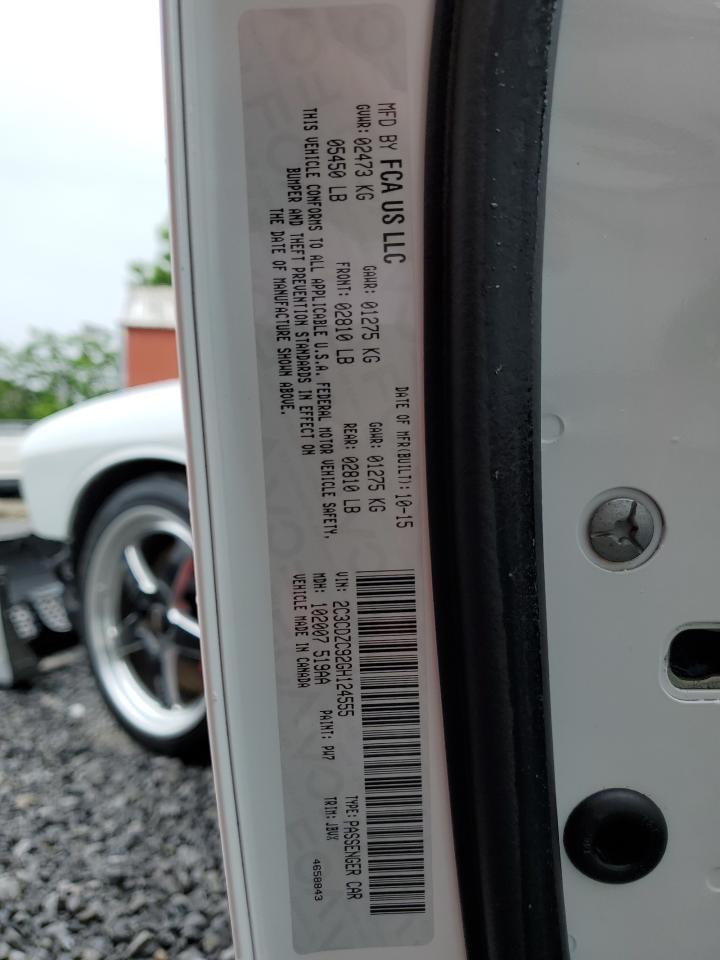 MFD BY FCA US LLC DATE OF MFR(BUILT): 10-15
GVWR: 02473 KG GAWR: 01275 KG GAWR: 01275 KG
05450 LB FRONT: 02810 LB REAR: 02810 LB
THIS VEHICLE CONFORMS TO ALL APPLICABLE U.S.A. FEDERAL MOTOR VEHICLE SAFETY,
BUMPER AND THEFT PREVENTION STANDARDS IN EFFECT ON
THE DATE OF MANUFACTURE SHOWN ABOVE.
VIN: 2C3CDZC92GH124555 TYPE: PASSENGER CAR
MDH: 102007 519AA PAINT: PW7 TRIM: JBVX
VEHICLE MADE IN CANADA
4658843